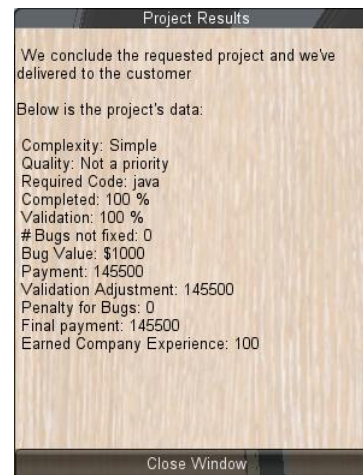 Project Results
We conclude the requested project and we've
delivered to the customer
Below is the project's data:
Complexity: Simple
Quality: Not a priority
Required Code: java
Completed: 100 %
Validation: 100 %
# Bugs not fixed: 0
Bug Value: $1000
Payment: 145500
Validation Adjustment: 145500
Penalty for Bugs: 0
Final payment: 145500
Earned Company Experience: 100
Close Window